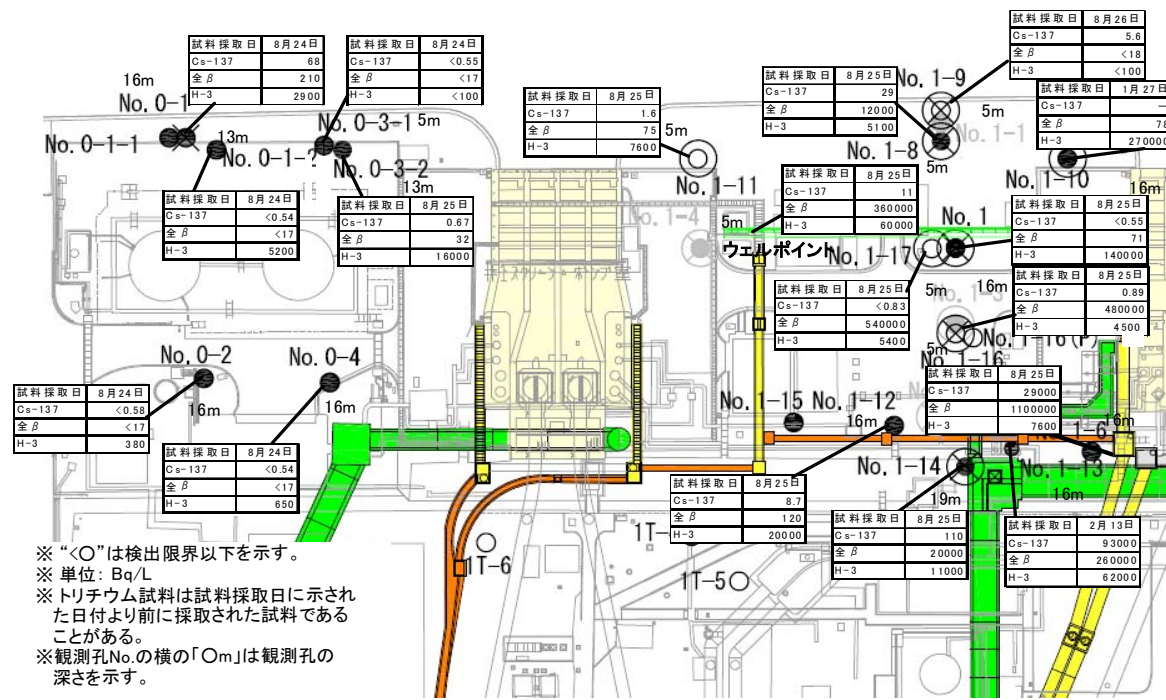 試料採取日 8月24日
Cs-137 68
全β 210
H-3 2900
試料採取日 8月24日
Cs-137 <0.55
全β <17
H-3 <100
試料採取日 8月25日
Cs-137 1.6
全β 75
H-3 7600
試料採取日 8月25日
Cs-137 29
全β 12000
H-3 5100
試料採取日 8月26日
Cs-137 5.6
全β <18
H-3 <100
試料採取日 1月27日
Cs-137 －
全β 78
H-3 270000
16m
No. 0-1
No. 0-1-1
13m
No. 0-1-2
No. 0-3-1
5m
No. 0-3-2
13m
5m
No. 1-11
No. 1-9
5m
No. 1-8
5m
No. 1-10
16m
試料採取日 8月24日
Cs-137 <0.54
全β <17
H-3 5200
試料採取日 8月25日
Cs-137 0.67
全β 32
H-3 16000
試料採取日 8月25日
Cs-137 11
全β 360000
H-3 60000
試料採取日 8月25日
Cs-137 <0.55
全β 71
H-3 140000
No. 1-4
5m
ウェルポイント
No. 1-17
No. 1
5m
16m
No. 1-3
試料採取日 8月25日
Cs-137 <0.83
全β 540000
H-3 5400
試料採取日 8月25日
Cs-137 0.89
全β 480000
H-3 4500
5m
No. 1-16
No. 1-16(P)
No. 0-2
16m
No. 0-4
16m
試料採取日 8月24日
Cs-137 <0.58
全β <17
H-3 380
試料採取日 8月24日
Cs-137 <0.54
全β <17
H-3 650
試料採取日 8月25日
Cs-137 29000
全β 1100000
H-3 7600
No. 1-15
No. 1-12
16m
16m
1-6
No. 1-14
19m
No. 1-13
16m
試料採取日 8月25日
Cs-137 8.7
全β 120
H-3 20000
試料採取日 8月25日
Cs-137 110
全β 20000
H-3 11000
試料採取日 2月13日
Cs-137 93000
全β 260000
H-3 62000
1T-6
1T-5
※ “<○”は検出限界以下を示す。
※ 単位: Bq/L
※ トリチウム試料は試料採取日に示され
た日付より前に採取された試料である
ことがある。
※観測孔No.の横の「○m」は観測孔の
深さを示す。